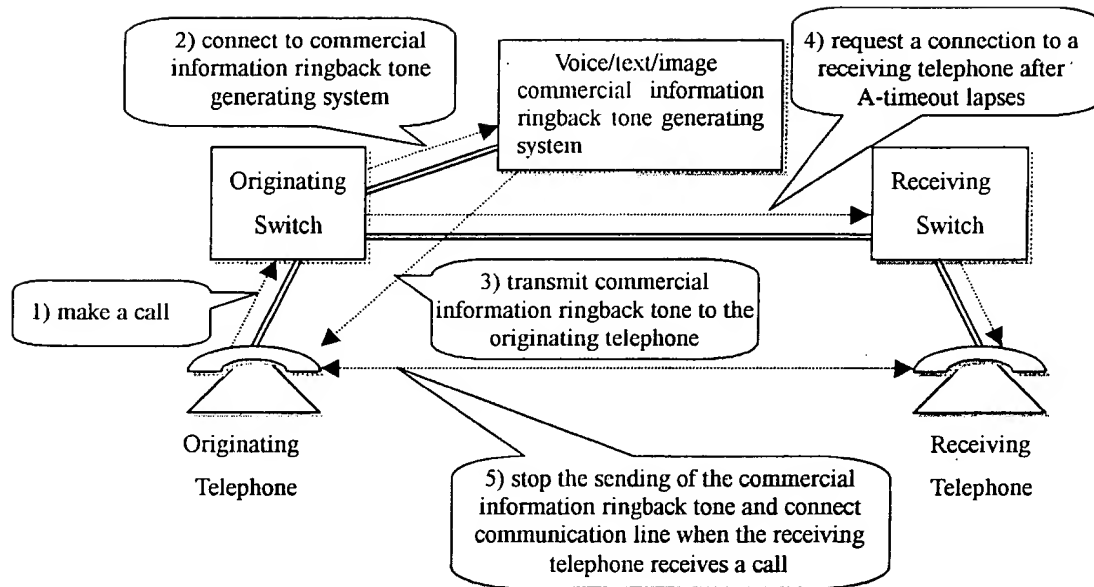 2) connect to commercial
information ringback tone
generating system
Voice/text/image
commercial information
ringback tone generating
system
4) request a connection to a
receiving telephone after
A-timeout lapses
Originating
Switch
Receiving
Switch
1) make a call
3) transmit commercial
information ringback tone to the
originating telephone
Originating
Telephone
Receiving
Telephone
5) stop the sending of the commercial
information ringback tone and connect
communication line when the receiving
telephone receives a call